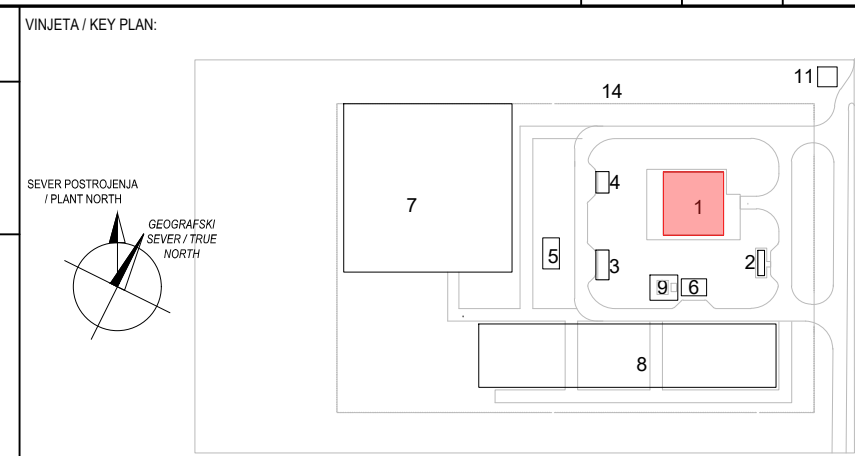 VINJETA / KEY PLAN:
11
14
SEVER POSTROJENJA
/ PLANT NORTH
GEOGRAFSKI
SEVER / TRUE
NORTH
4
7
1
5
3
2
9
6
8